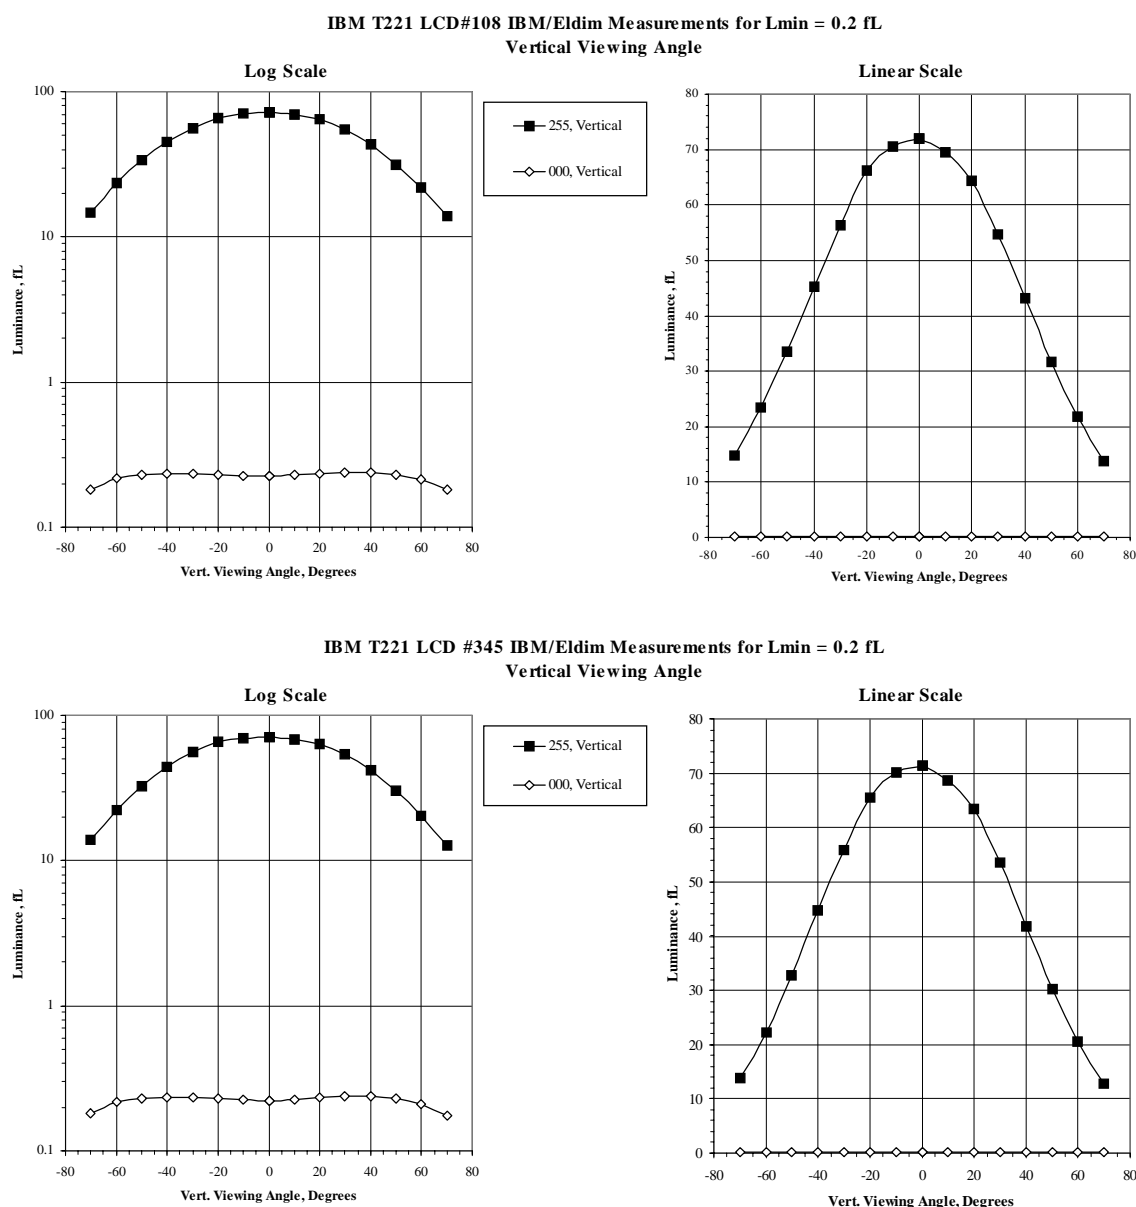 IBM T221 LCD#108 IBM/Eldim Measurements for Lmin = 0.2 fL
Vertical Viewing Angle
Log Scale
100
10
1
0.1
Luminance, fL
-80 -60 -40 -20 0 20 40 60 80
Vert. Viewing Angle, Degrees
255, Vertical
000, Vertical
Linear Scale
80
70
60
50
40
30
20
10
0
Luminance, fL
-80 -60 -40 -20 0 20 40 60 80
Vert. Viewing Angle, Degrees
IBM T221 LCD #345 IBM/Eldim Measurements for Lmin = 0.2 fL
Vertical Viewing Angle
Log Scale
100
10
1
0.1
Luminance, fL
-80 -60 -40 -20 0 20 40 60 80
Vert. Viewing Angle, Degrees
255, Vertical
000, Vertical
Linear Scale
80
70
60
50
40
30
20
10
0
Luminance, fL
-80 -60 -40 -20 0 20 40 60 80
Vert. Viewing Angle, Degrees